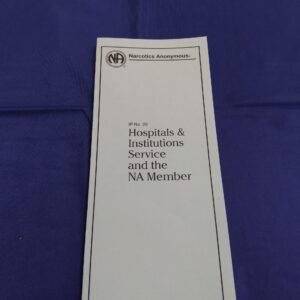 NA
Narcotics Anonymous®
IP No. 20
Hospitals &
Institutions
Service
and the
NA Member